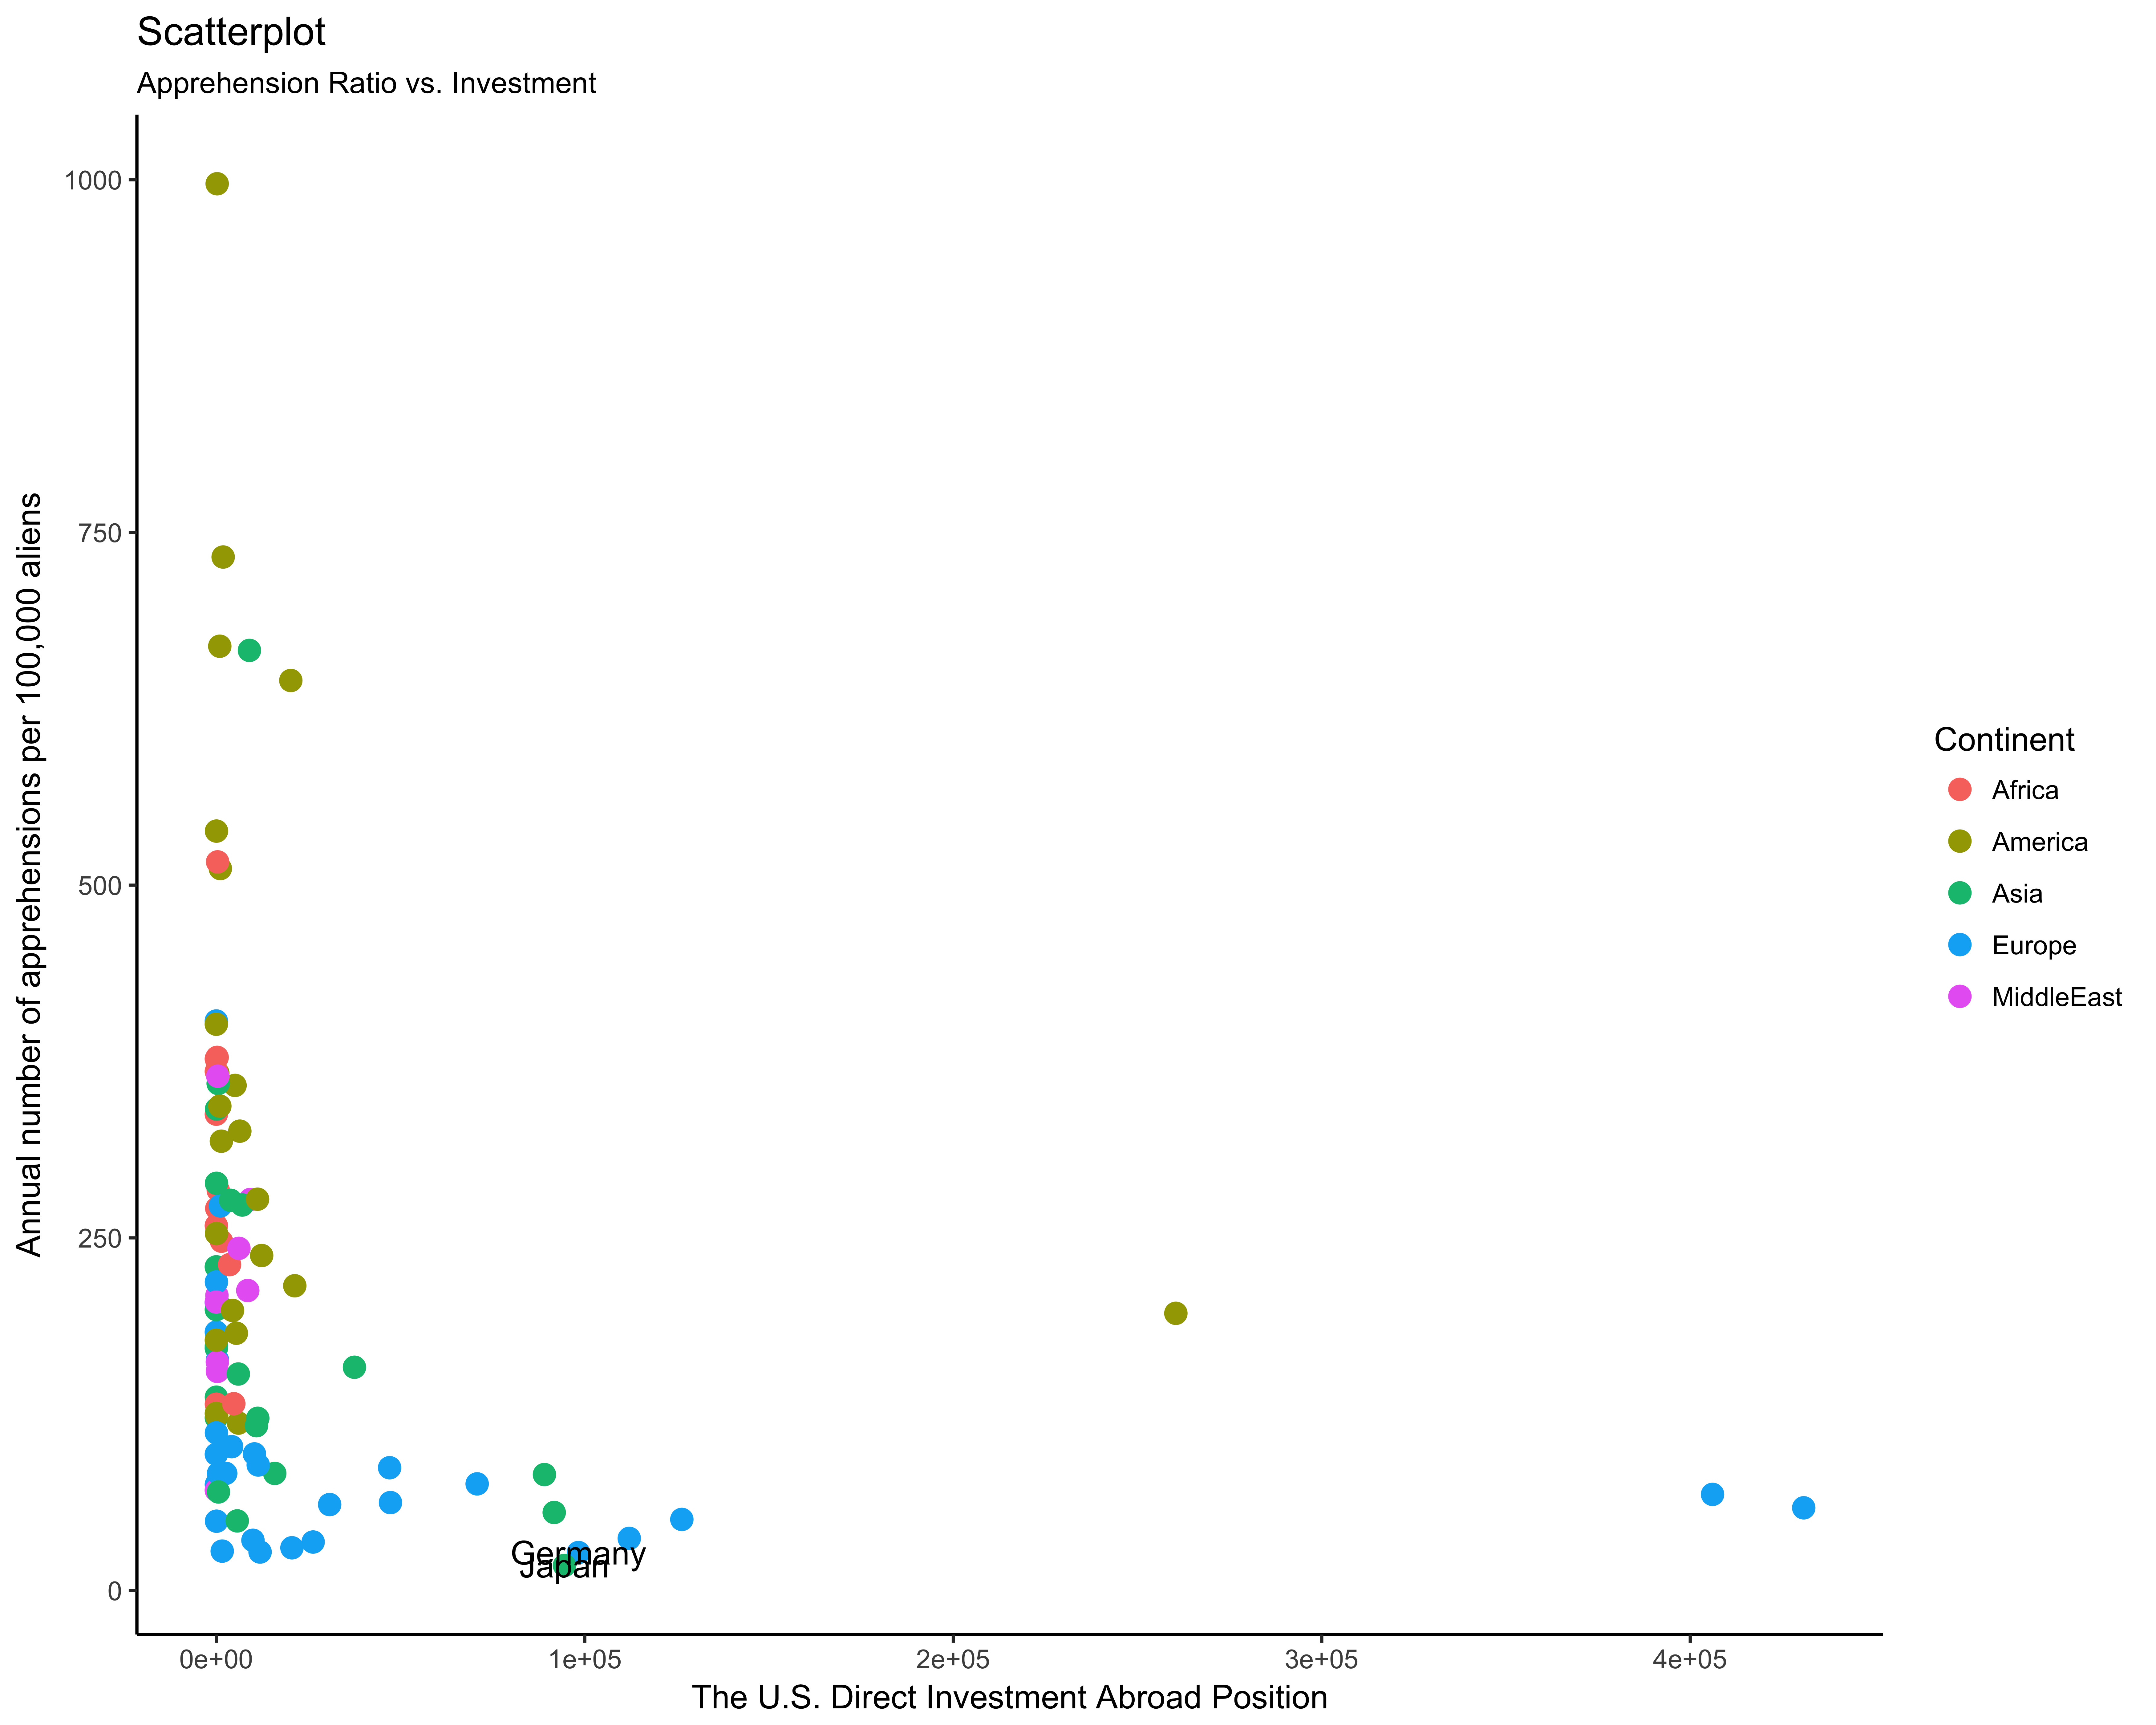 Scatterplot
Apprehension Ratio vs. Investment
Annual number of apprehensions per 100,000 aliens
1000
750
500
250
0
Germany
Japan
0e+00
1e+05
2e+05
3e+05
4e+05
The U.S. Direct Investment Abroad Position
Continent
Africa
America
Asia
Europe
MiddleEast